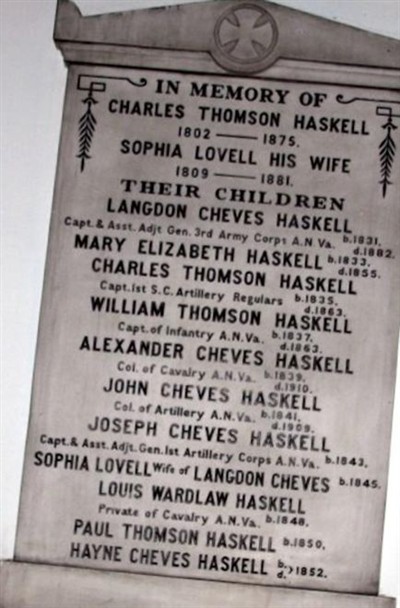 IN MEMORY OF
CHARLES THOMSON HASKELL
1802 — 1875.
SOPHIA LOVELL HIS WIFE
1809 — 1881.
THEIR CHILDREN
LANGDON CHEVES HASKELL
Capt. & Asst. Adjt Gen. 3rd Army Corps A.N Va. b.1831, d.1882.
MARY ELIZABETH HASKELL b.1833, d.1855.
CHARLES THOMSON HASKELL
Capt. 1st S.C. Artillery Regulars b.1835, d.1863.
WILLIAM THOMSON HASKELL
Capt. of Infantry A.N.Va. b.1837, d.1863.
ALEXANDER CHEVES HASKELL
Col. of Cavalry A.N.Va. b.1839, d.1910.
JOHN CHEVES HASKELL
Col. of Artillery A.N.Va. b.1841, d.1909.
JOSEPH CHEVES HASKELL
Capt. & Asst. Adjt. Gen. 1st Artillery Corps A.N.Va. b.1843,
SOPHIA LOVELL Wife of LANGDON CHEVES b.1845.
LOUIS WARDLAW HASKELL
Private of Cavalry A.N.Va. b.1848,
PAUL THOMSON HASKELL b.1850,
HAYNE CHEVES HASKELL b. d. 1852.